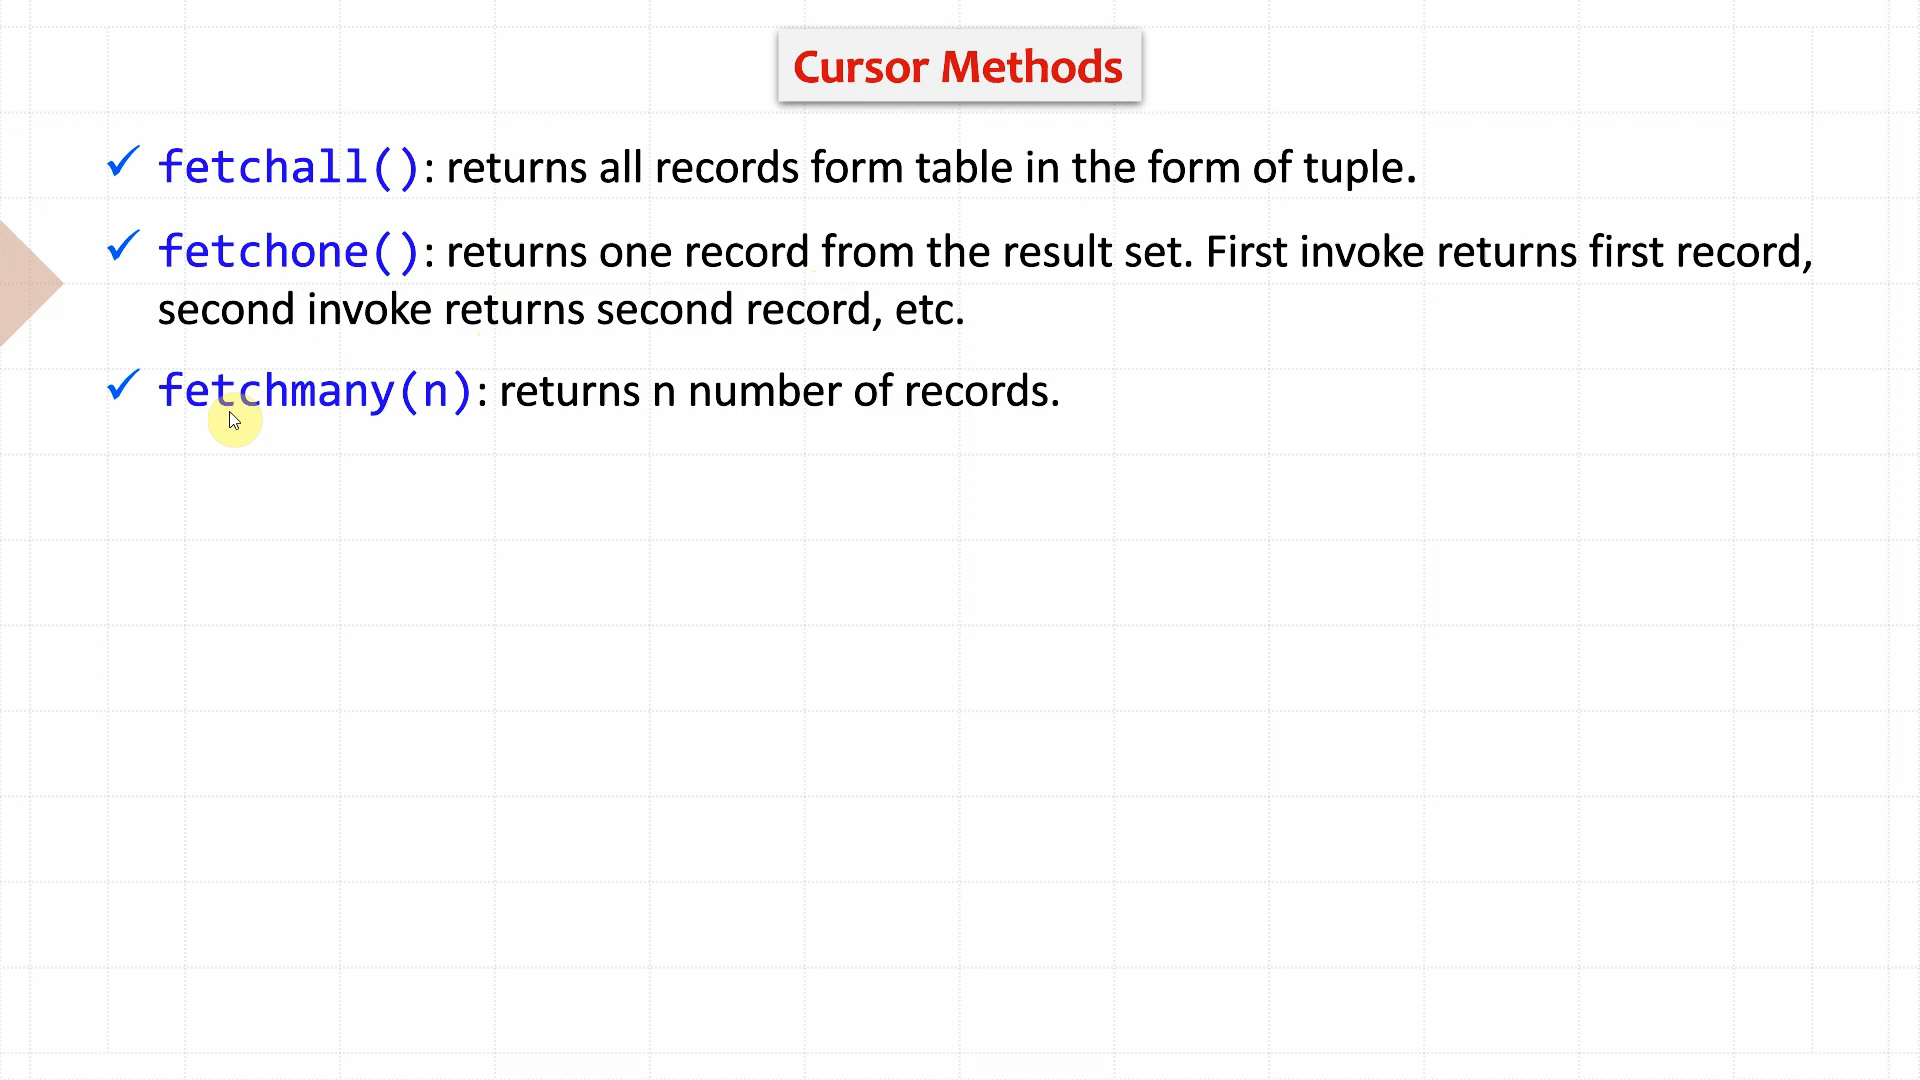 Cursor Methods
fetchall(): returns all records form table in the form of tuple.
fetchone(): returns one record from the result set. First invoke returns first record,
second invoke returns second record, etc.
fetchmany(n): returns n number of records.